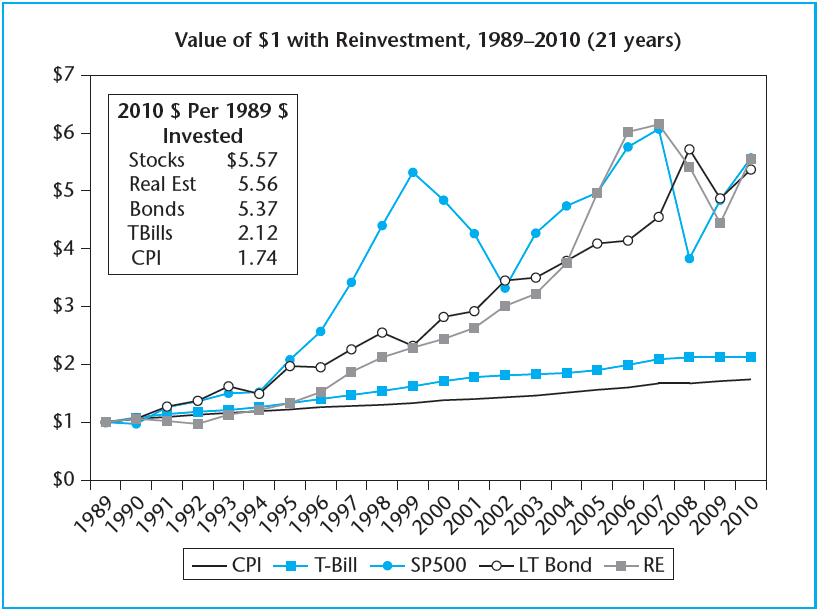 Value of $1 with Reinvestment, 1989–2010 (21 years)
$7
$6
$5
$4
$3
$2
$1
$0
2010 $ Per 1989 $
Invested
Stocks $5.57
Real Est 5.56
Bonds 5.37
TBills 2.12
CPI 1.74
1989 1990 1991 1992 1993 1994 1995 1996 1997 1998 1999 2000 2001 2002 2003 2004 2005 2006 2007 2008 2009 2010
CPI T-Bill SP500 LT Bond RE